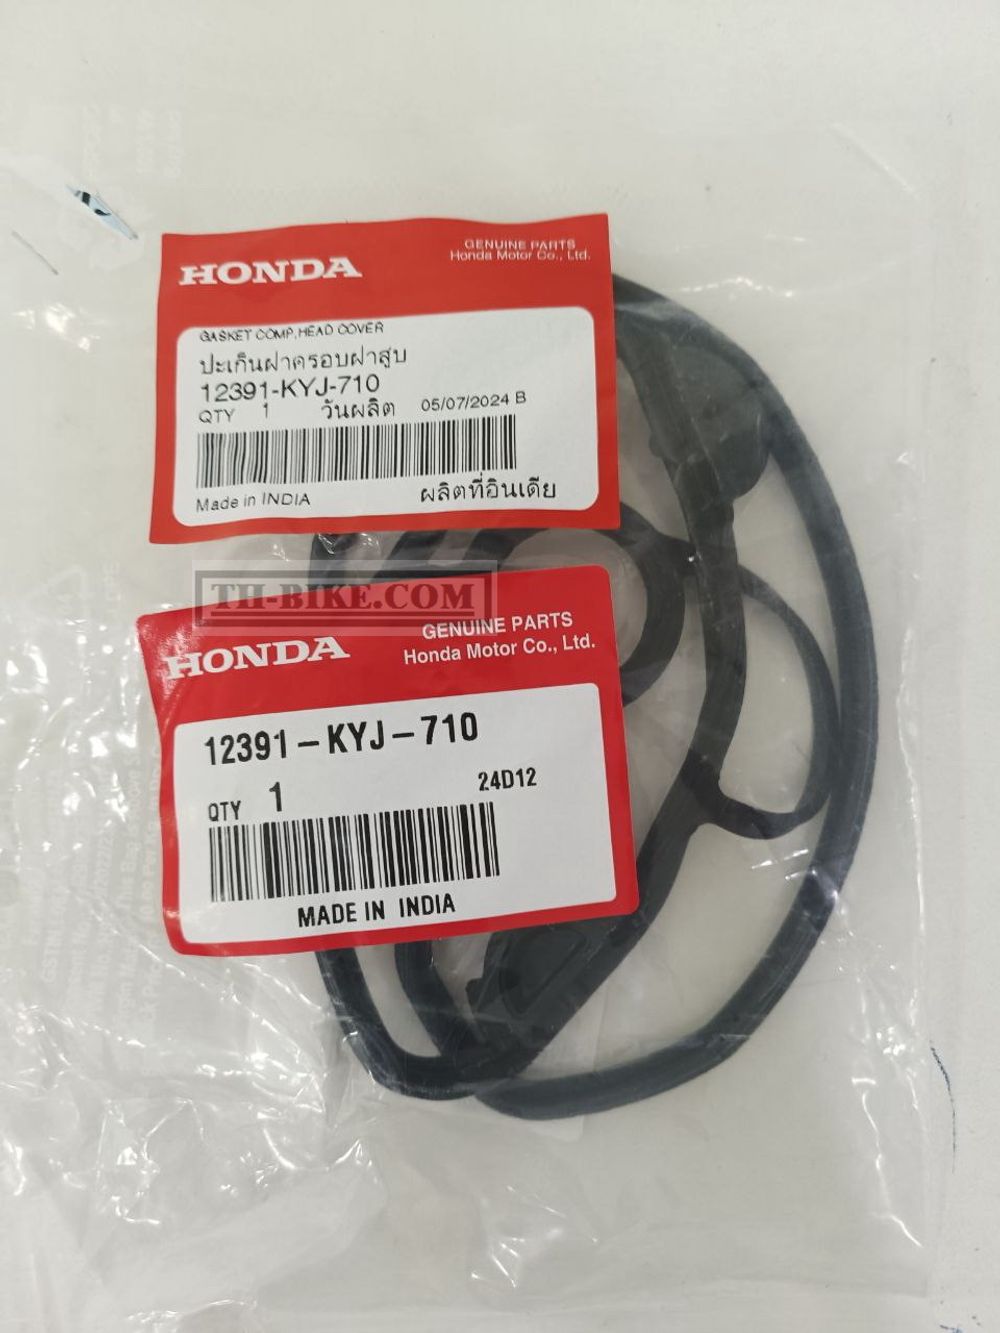 HONDA
GENUINE PARTS
Honda Motor Co., Ltd.
GASKET COMP,HEAD COVER
ปะเก็นฝาครอบฝาสูบ
12391-KYJ-710
QTY 1 วันผลิต 05/07/2024 B
Made in INDIA ผลิตที่อินเดีย
TH-BIKE.COM
HONDA
GENUINE PARTS
Honda Motor Co., Ltd.
12391-KYJ-710
QTY 1 24D12
MADE IN INDIA